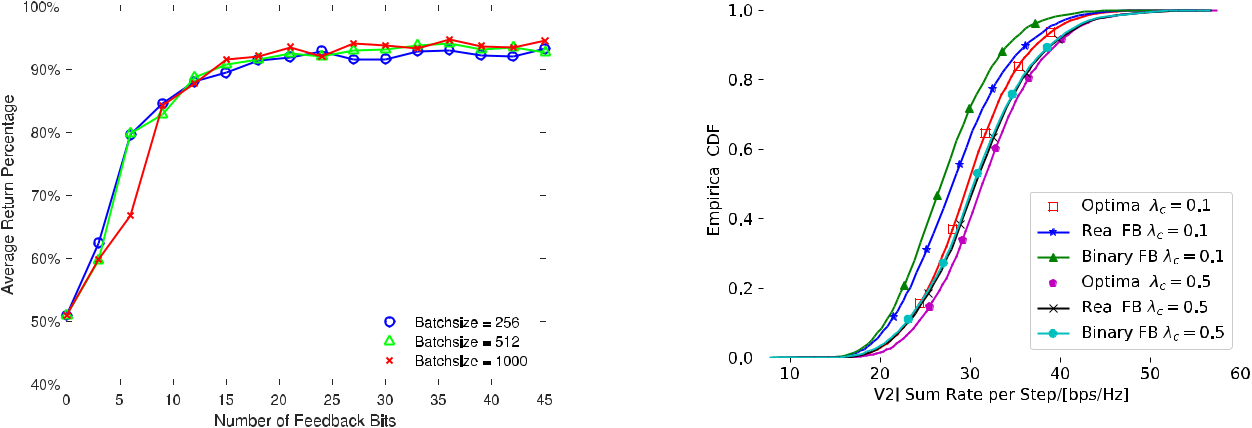 100%
90%
80%
70%
60%
50%
40%
0 5 10 15 20 25 30 35 40 45
Number of Feedback Bits
Average Return Percentage
Batchsize = 256
Batchsize = 512
Batchsize = 1000
1.0
0.8
0.6
0.4
0.2
0.0
10 20 30 40 50 60
V2I Sum Rate per Step/[bps/Hz]
Empirica CDF
Optima λc = 0.1
Rea FB λc = 0.1
Binary FB λc = 0.1
Optima λc = 0.5
Rea FB λc = 0.5
Binary FB λc = 0.5